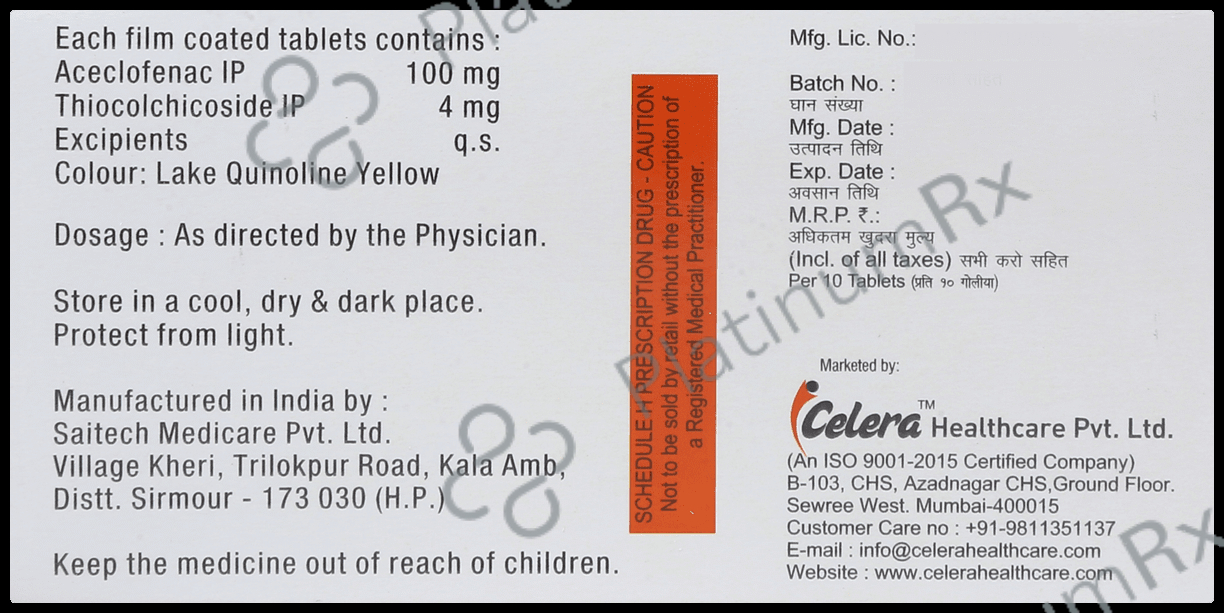 Each film coated tablets contains :
Aceclofenac IP 100 mg
Thiocolchicoside IP 4 mg
Excipients q.s.
Colour: Lake Quinoline Yellow
Dosage : As directed by the Physician.
Store in a cool, dry & dark place.
Protect from light.
Manufactured in India by :
Saitech Medicare Pvt. Ltd.
Village Kheri, Trilokpur Road, Kala Amb,
Distt. Sirmour - 173 030 (H.P.)
Keep the medicine out of reach of children.
SCHEDULE H PRESCRIPTION DRUG - CAUTION
Not to be sold by retail without the prescription of
a Registered Medical Practitioner.
Mfg. Lic. No.:
Batch No. :
घान संख्या
Mfg. Date :
उत्पादन तिथि
Exp. Date :
अवसान तिथि
M.R.P. ₹.:
अधिकतम खुदरा मुल्य
(Incl. of all taxes) सभी करो सहित
Per 10 Tablets (प्रति १० गोलीया)
Marketed by:
Celera™ Healthcare Pvt. Ltd.
(An ISO 9001-2015 Certified Company)
B-103, CHS, Azadnagar CHS,Ground Floor.
Sewree West. Mumbai-400015
Customer Care no : +91-9811351137
E-mail : info@celerahealthcare.com
Website : www.celerahealthcare.com
PlatinumRx
PlatinumRx
PlatinumRx